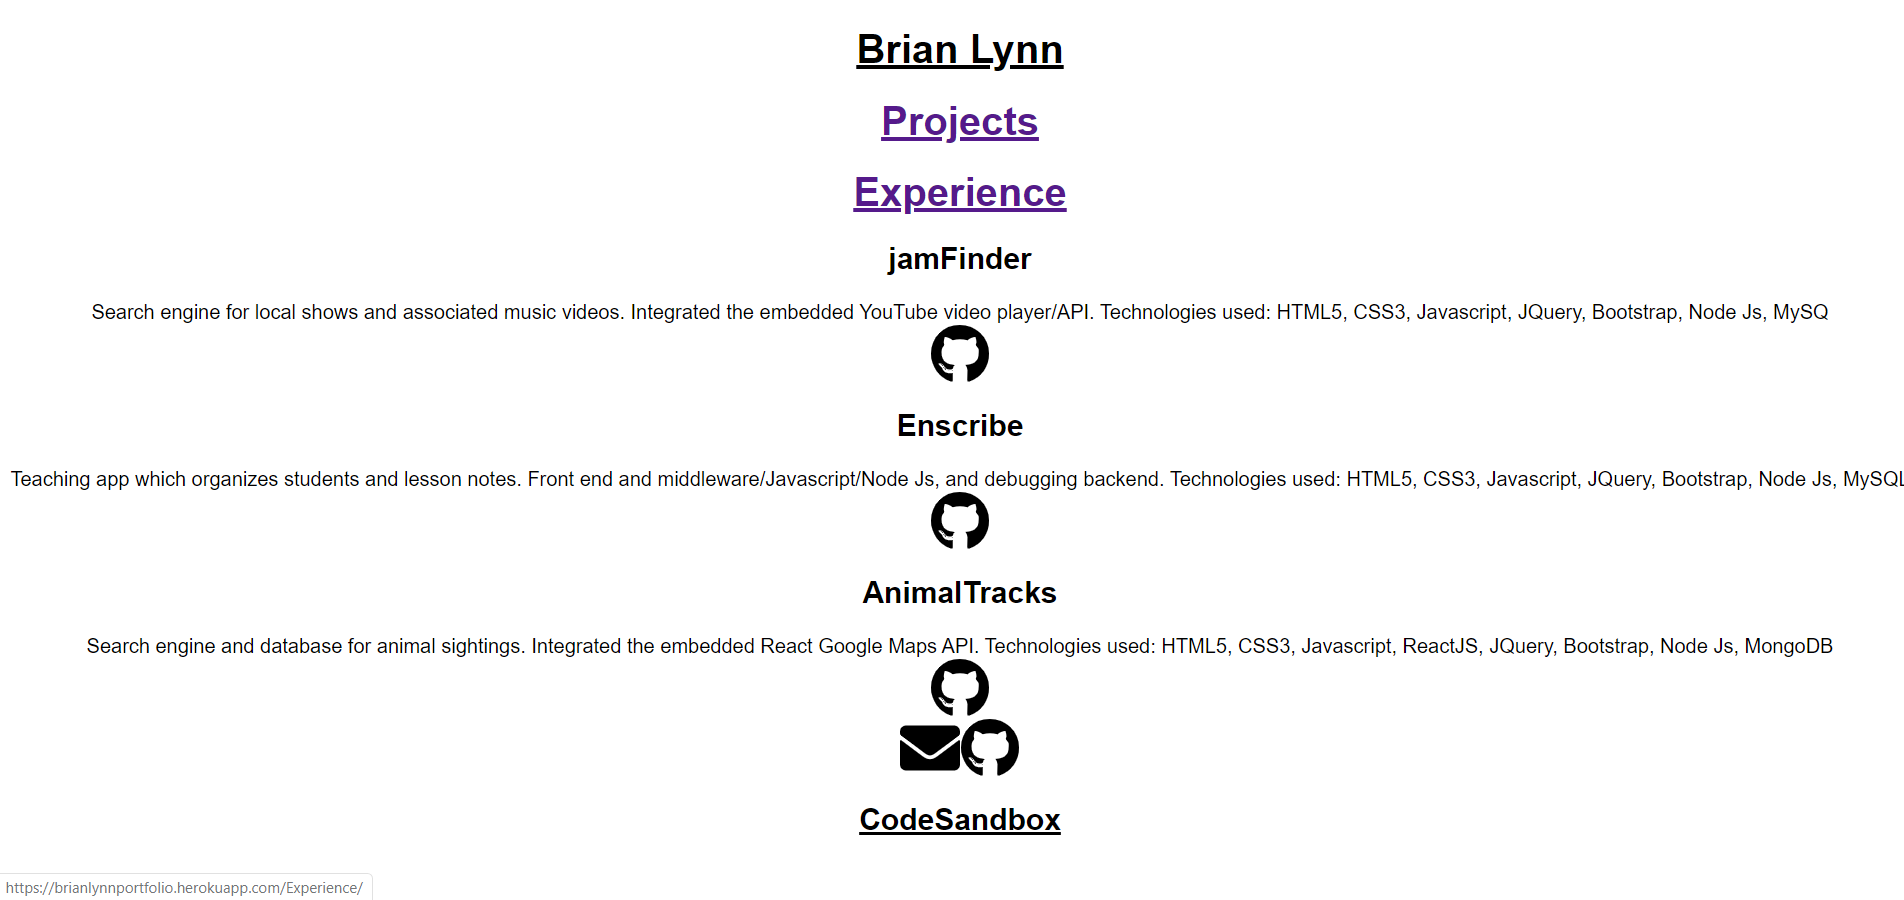 Brian Lynn
Projects
Experience
jamFinder
Search engine for local shows and associated music videos. Integrated the embedded YouTube video player/API. Technologies used: HTML5, CSS3, Javascript, JQuery, Bootstrap, Node Js, MySQ
Enscribe
Teaching app which organizes students and lesson notes. Front end and middleware/Javascript/Node Js, and debugging backend. Technologies used: HTML5, CSS3, Javascript, JQuery, Bootstrap, Node Js, MySQL
AnimalTracks
Search engine and database for animal sightings. Integrated the embedded React Google Maps API. Technologies used: HTML5, CSS3, Javascript, ReactJS, JQuery, Bootstrap, Node Js, MongoDB
CodeSandbox
https://brianlynnportfolio.herokuapp.com/Experience/